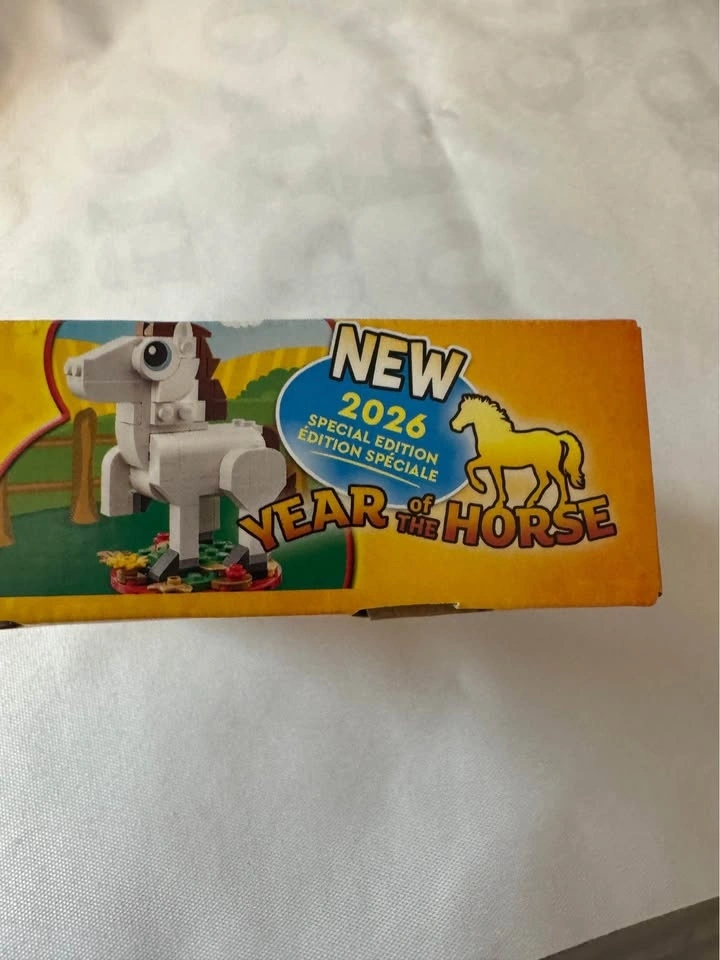 NEW
2026
SPECIAL EDITION
ÉDITION SPÉCIALE
YEAR of THE HORSE